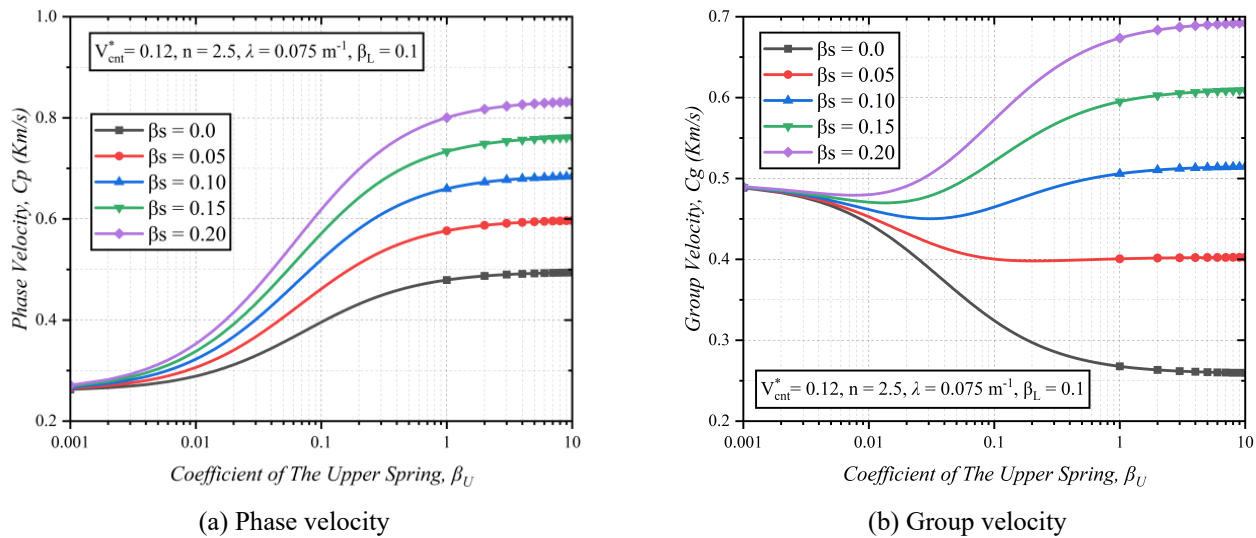 1.0
0.8
0.6
0.4
0.2
Phase Velocity, Cp (Km/s)
V*cnt= 0.12, n = 2.5, λ = 0.075 m-1, βL = 0.1
βs = 0.0
βs = 0.05
βs = 0.10
βs = 0.15
βs = 0.20
0.001 0.01 0.1 1 10
Coefficient of The Upper Spring, βU
(a) Phase velocity
0.7
0.6
0.5
0.4
0.3
0.2
Group Velocity, Cg (Km/s)
βs = 0.0
βs = 0.05
βs = 0.10
βs = 0.15
βs = 0.20
V*cnt= 0.12, n = 2.5, λ = 0.075 m-1, βL = 0.1
0.001 0.01 0.1 1 10
Coefficient of The Upper Spring, βU
(b) Group velocity